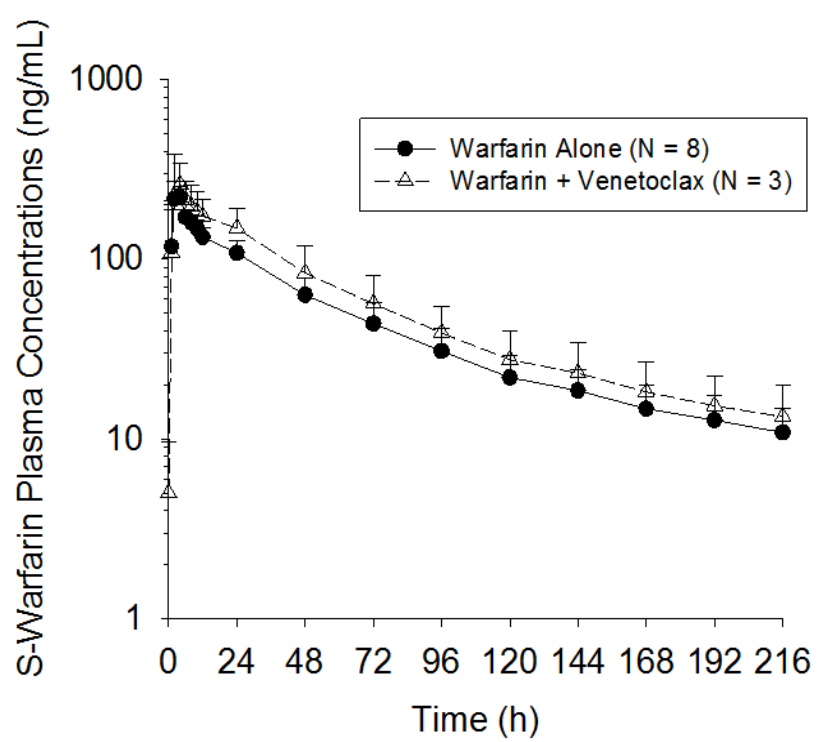 S-Warfarin Plasma Concentrations (ng/mL)
1000
100
10
1
Warfarin Alone (N = 8)
Warfarin + Venetoclax (N = 3)
0 24 48 72 96 120 144 168 192 216
Time (h)